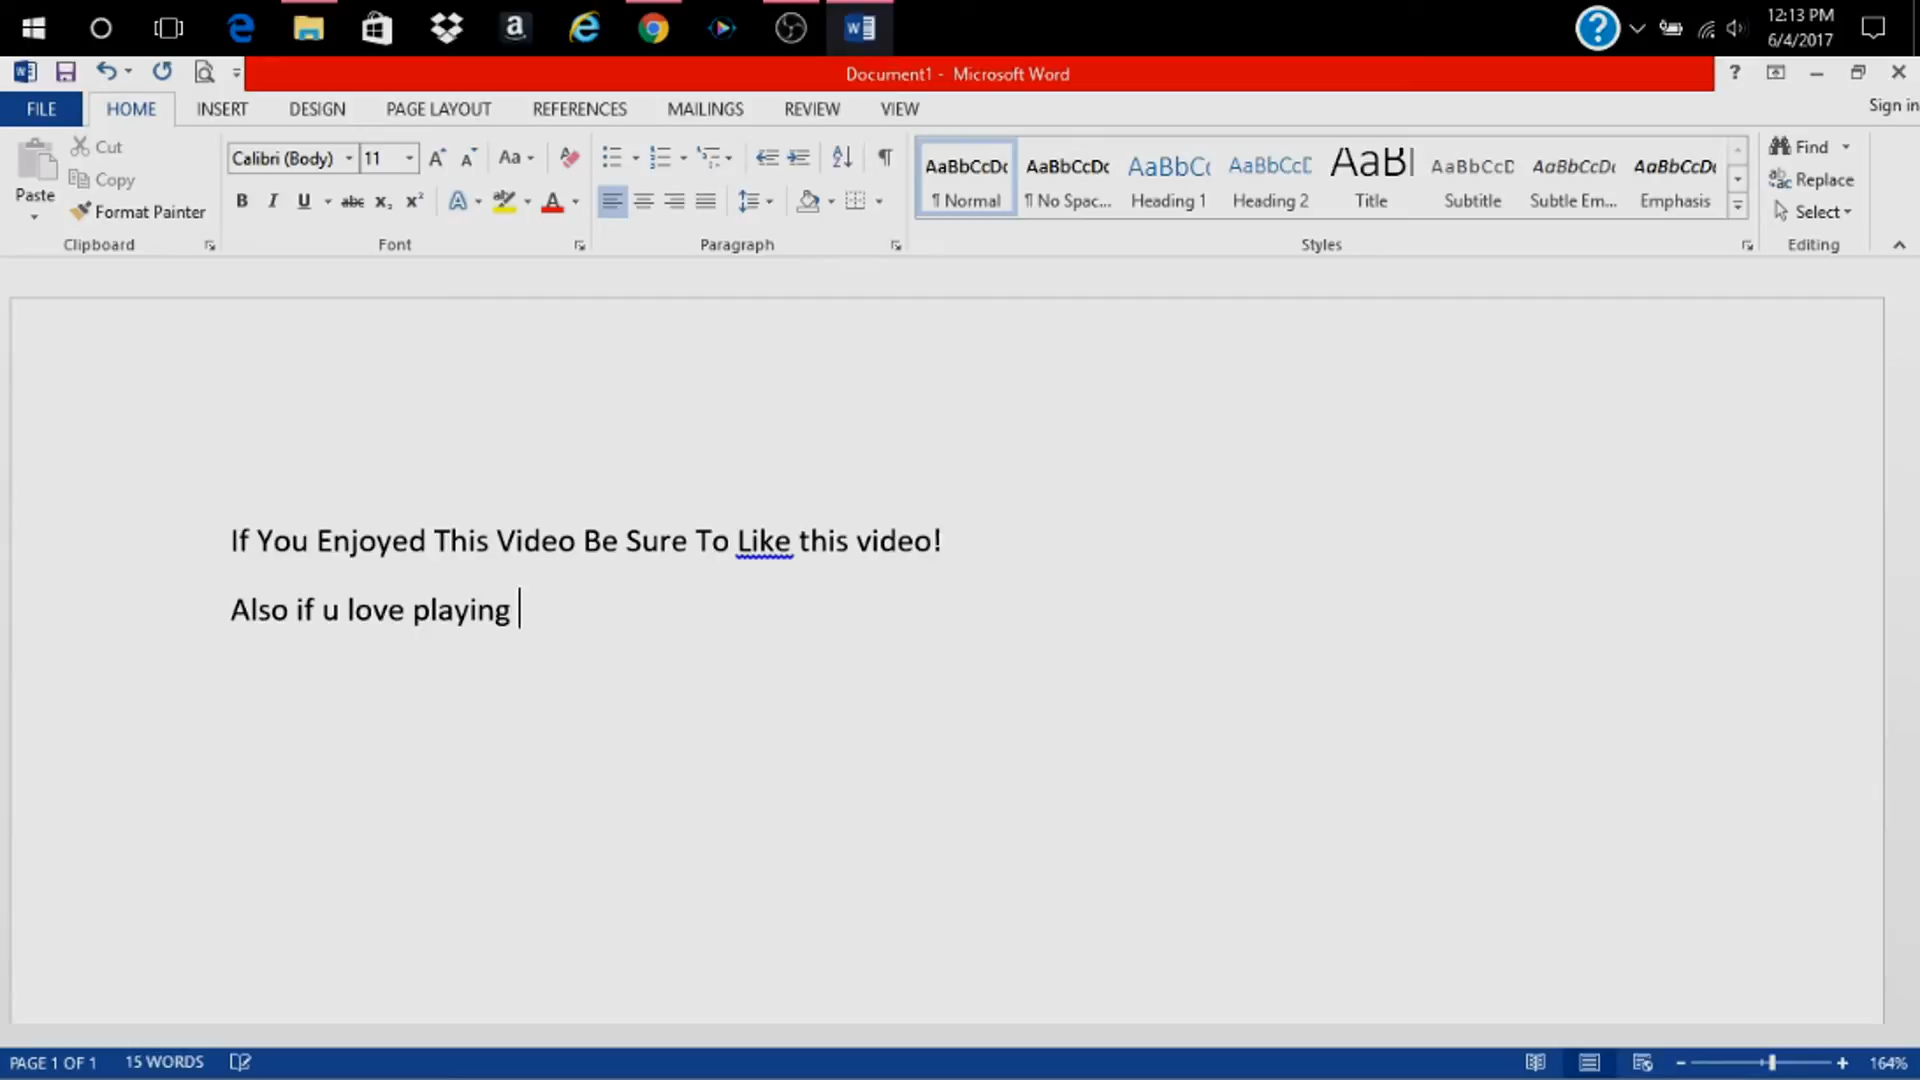 12:13 PM
6/4/2017
Document1 - Microsoft Word
Sign in
FILE HOME INSERT DESIGN PAGE LAYOUT REFERENCES MAILINGS REVIEW VIEW
Cut
Copy
Format Painter
Paste
Clipboard
Calibri (Body) 11
Font
Paragraph
AaBbCcDc AaBbCcDc AaBbC( AaBbCcC AaB AaBbCcD AaBbCcDc AaBbCcDc
¶ Normal ¶ No Spac... Heading 1 Heading 2 Title Subtitle Subtle Em... Emphasis
Styles
Find
Replace
Select
Editing
If You Enjoyed This Video Be Sure To Like this video!
Also if u love playing
PAGE 1 OF 1 15 WORDS 164%